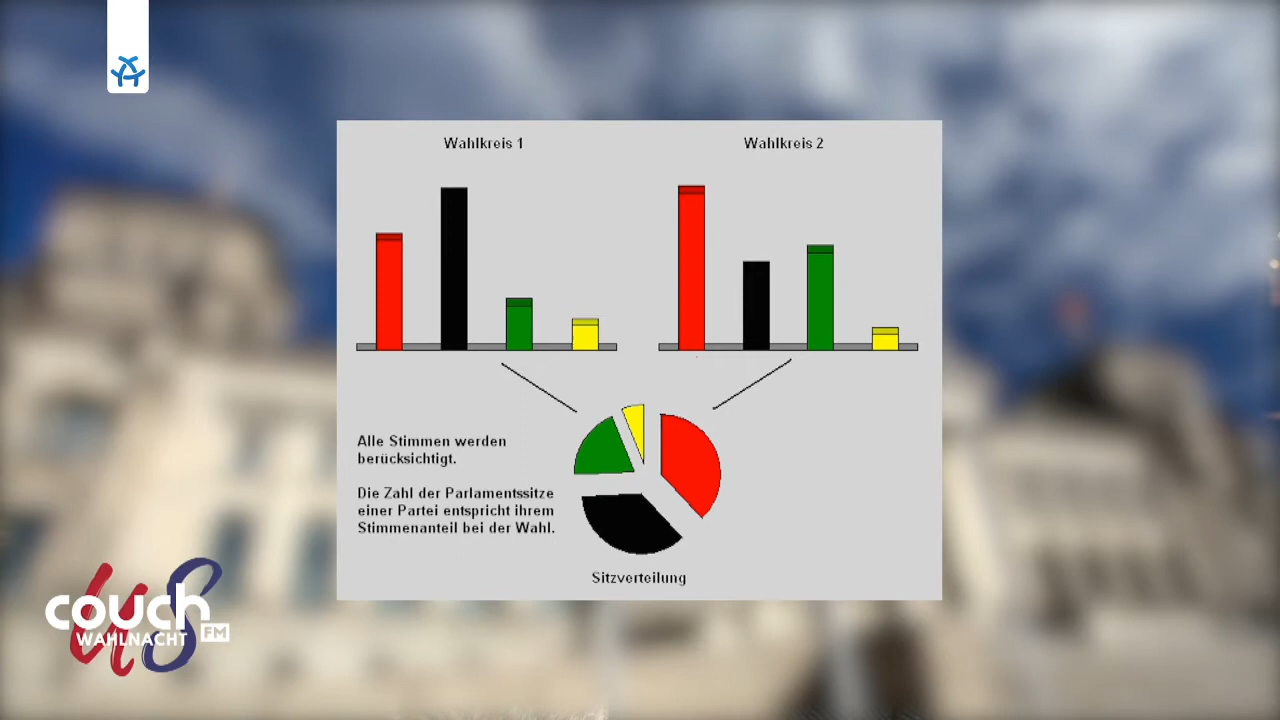 Wahlkreis 1
Wahlkreis 2
Alle Stimmen werden
berücksichtigt.
Die Zahl der Parlamentssitze
einer Partei entspricht ihrem
Stimmenanteil bei der Wahl.
Sitzverteilung
US
couch
WAHLNACHT FM